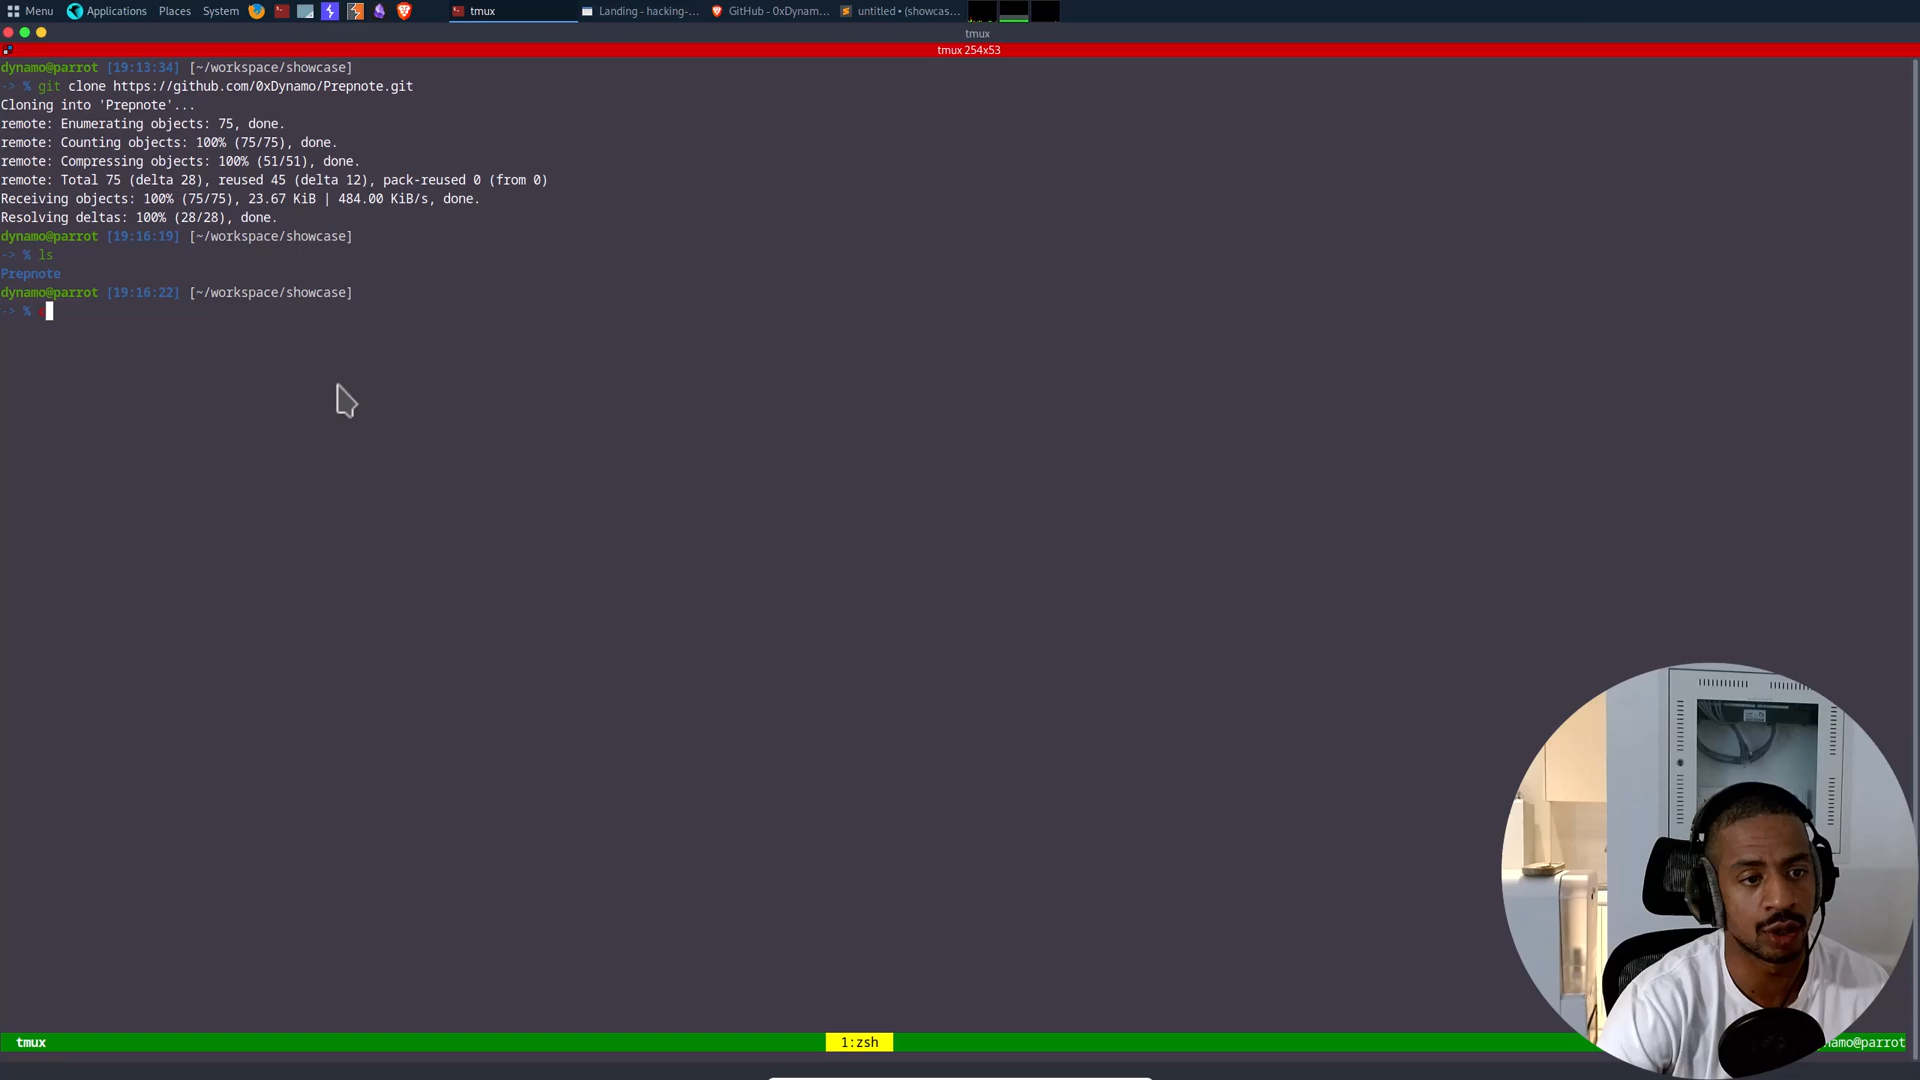 Menu Applications Places System tmux Landing - hacking-... GitHub - 0xDynam... untitled • (showcas...
tmux
tmux 254x53
dynamo@parrot [19:13:34] [~/workspace/showcase]
-> % git clone https://github.com/0xDynamo/Prepnote.git
Cloning into 'Prepnote'...
remote: Enumerating objects: 75, done.
remote: Counting objects: 100% (75/75), done.
remote: Compressing objects: 100% (51/51), done.
remote: Total 75 (delta 28), reused 45 (delta 12), pack-reused 0 (from 0)
Receiving objects: 100% (75/75), 23.67 KiB | 484.00 KiB/s, done.
Resolving deltas: 100% (28/28), done.
dynamo@parrot [19:16:19] [~/workspace/showcase]
-> % ls
Prepnote
dynamo@parrot [19:16:22] [~/workspace/showcase]
-> %
tmux 1:zsh namo@parrot